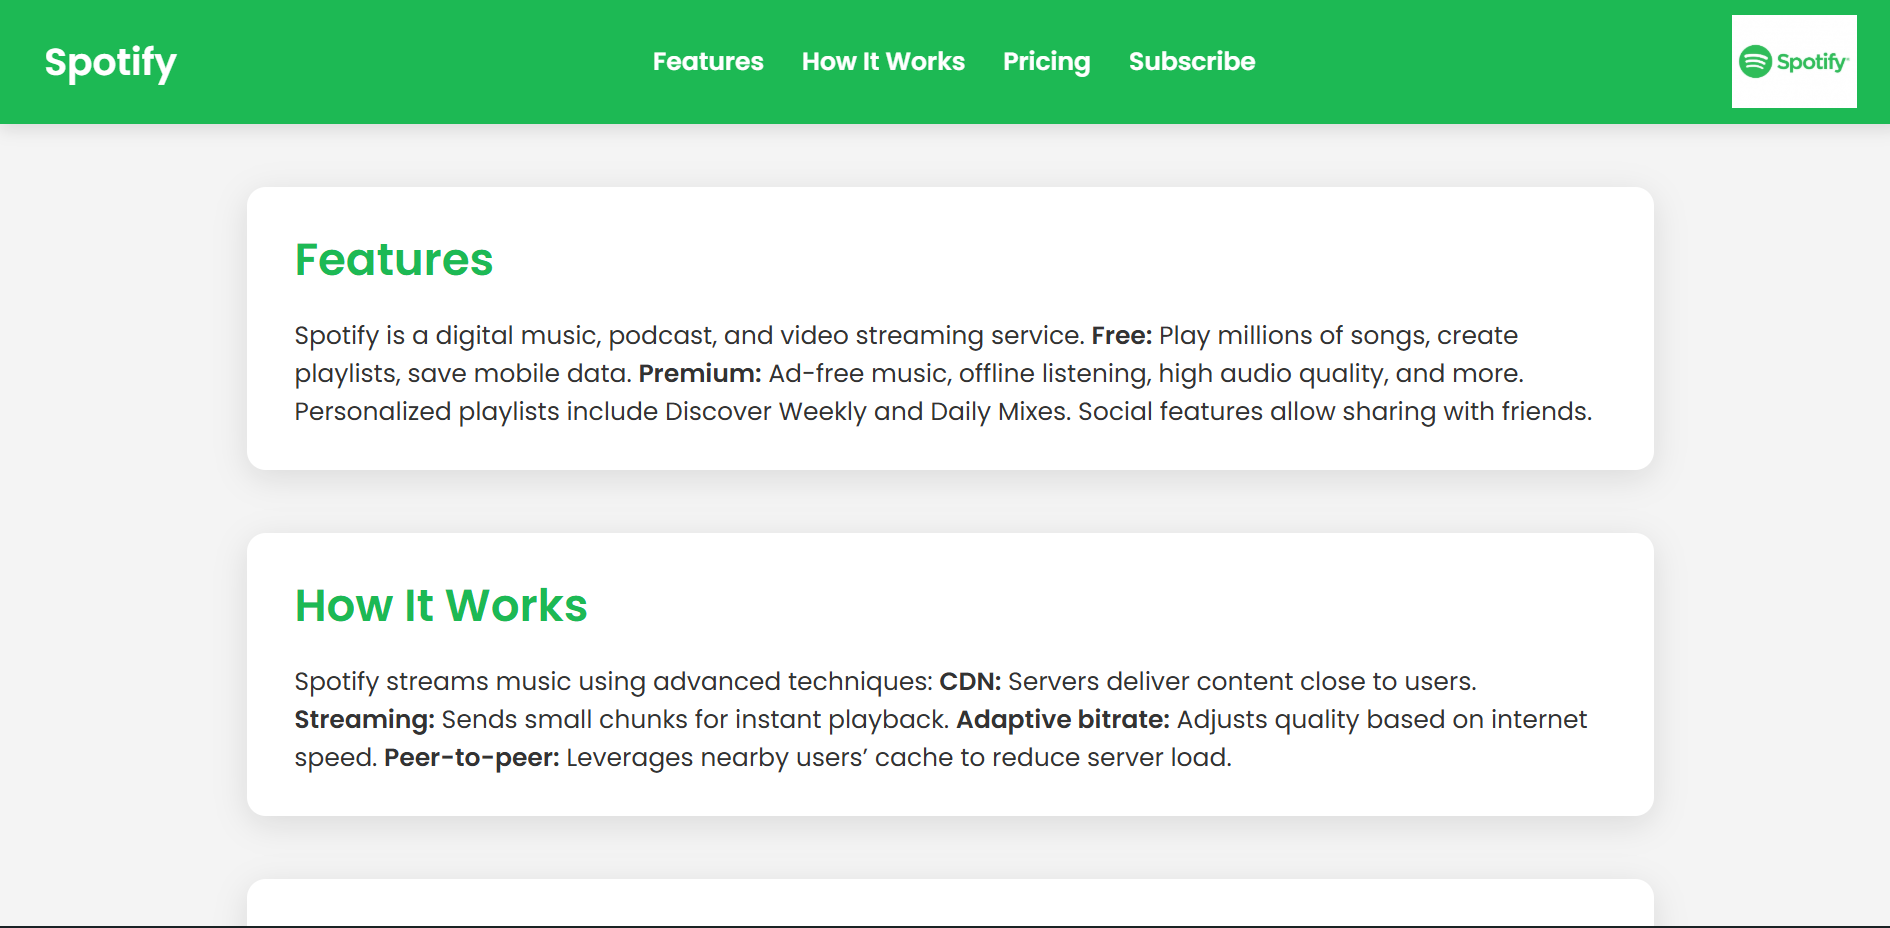 Spotify
Features How It Works Pricing Subscribe
Spotify
Features
Spotify is a digital music, podcast, and video streaming service. Free: Play millions of songs, create
playlists, save mobile data. Premium: Ad-free music, offline listening, high audio quality, and more.
Personalized playlists include Discover Weekly and Daily Mixes. Social features allow sharing with friends.
How It Works
Spotify streams music using advanced techniques: CDN: Servers deliver content close to users.
Streaming: Sends small chunks for instant playback. Adaptive bitrate: Adjusts quality based on internet
speed. Peer-to-peer: Leverages nearby users’ cache to reduce server load.